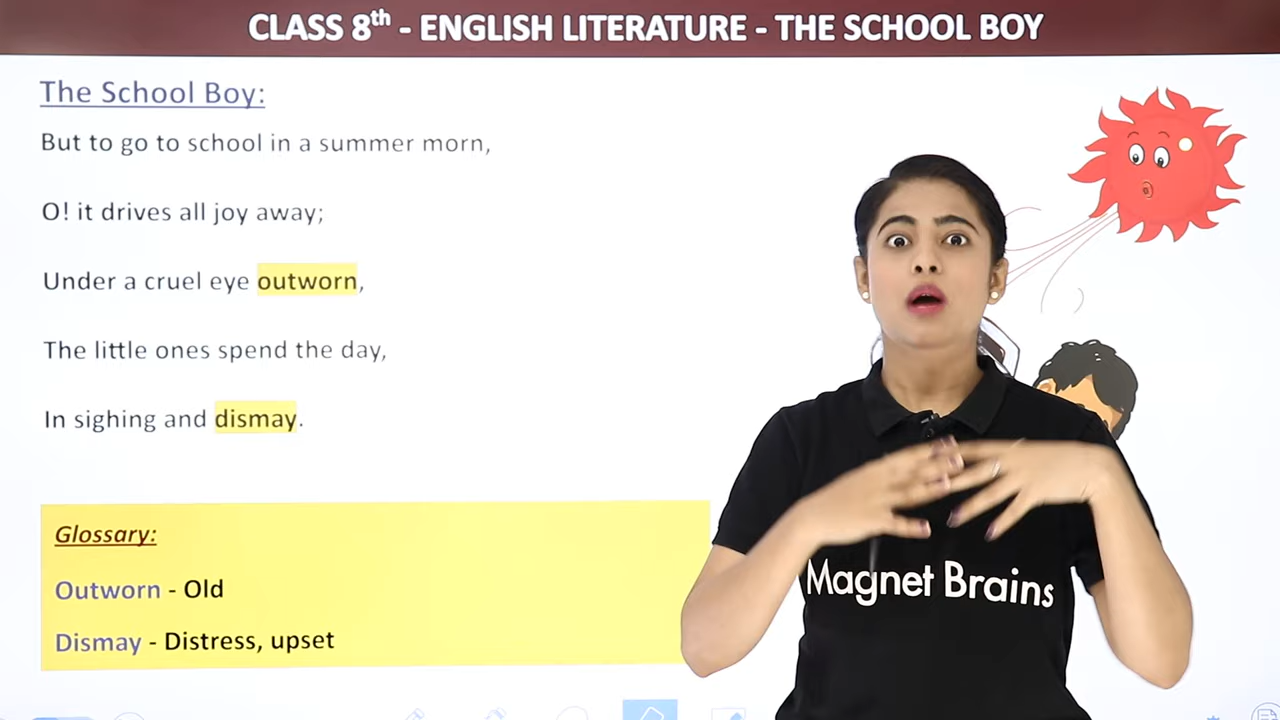 CLASS 8th - ENGLISH LITERATURE - THE SCHOOL BOY
The School Boy:
But to go to school in a summer morn,
O! it drives all joy away;
Under a cruel eye outworn,
The little ones spend the day,
In sighing and dismay.
Glossary:
Outworn - Old
Dismay - Distress, upset
Magnet Brains